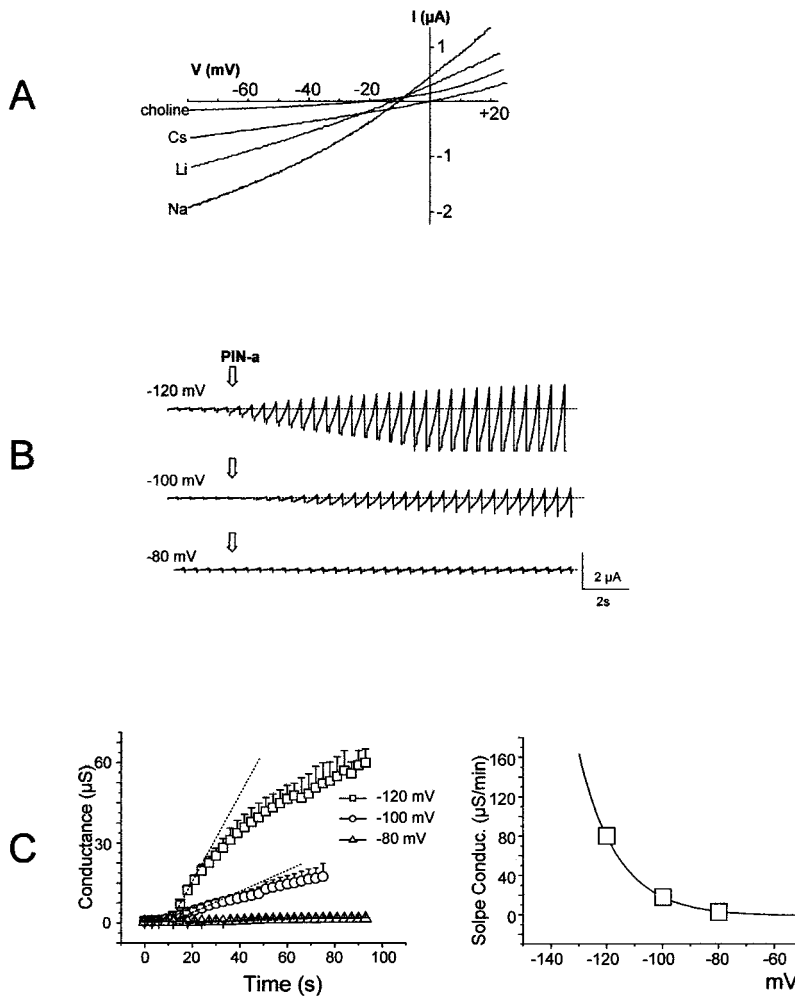 A
I (µA)
V (mV)
1
-60
-40
-20
+20
choline
Cs
Li
Na
-1
-2
B
PIN-a
-120 mV
-100 mV
-80 mV
2 µA
2s
C
Conductance (µS)
60
30
0
-120 mV
-100 mV
-80 mV
0 20 40 60 80 100
Time (s)
Solpe Conduc. (µS/min)
160
120
80
40
0
-140 -120 -100 -80 -60
mV